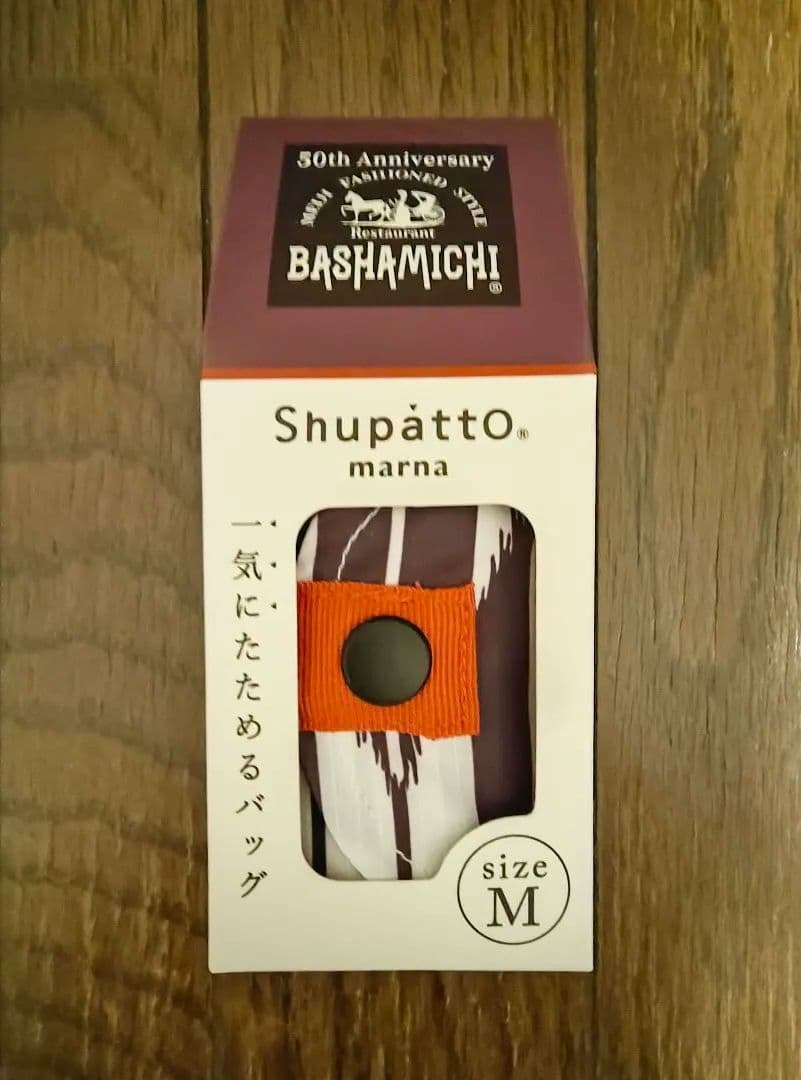 50th Anniversary
MEIJI FASHIONED STYLE
Restaurant
BASHAMICHI®
Shupatto®
marna
一気にたためるバッグ
size
M